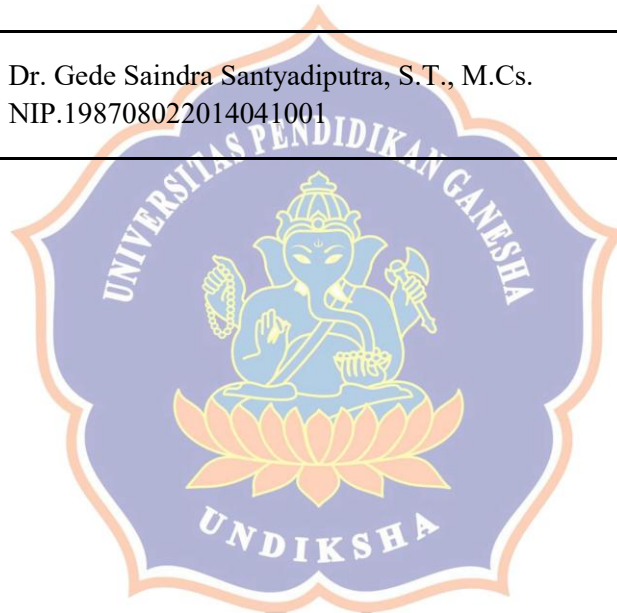 Dr. Gede Saindra Santyadiputra, S.T., M.Cs.
NIP.198708022014041001
UNIVERSITAS PENDIDIKAN GANESHA
UNDIKSHA